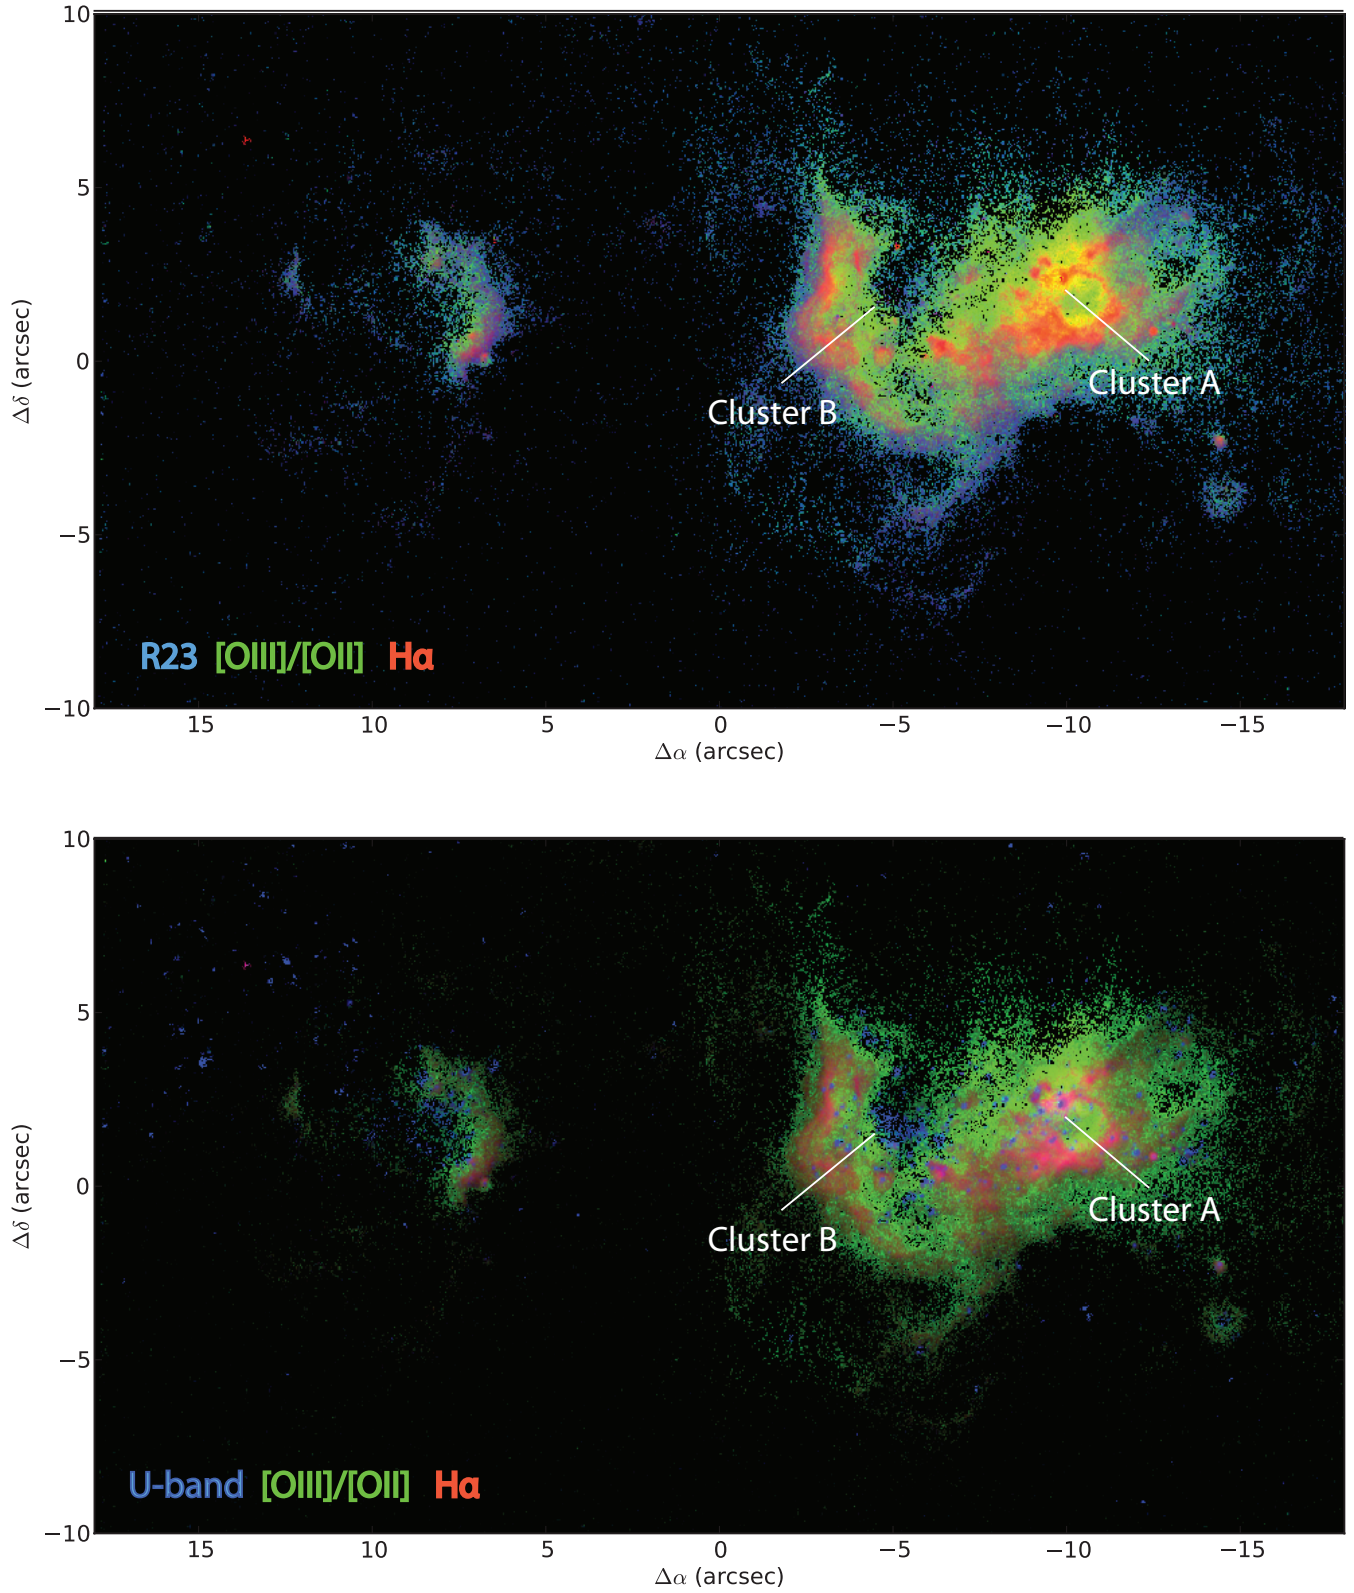 10
5
0
−5
−10
Δδ (arcsec)
Cluster A
Cluster B
R23 [OIII]/[OII] Hα
15 10 5 0 −5 −10 −15
Δα (arcsec)
10
5
0
−5
−10
Δδ (arcsec)
Cluster A
Cluster B
U-band [OIII]/[OII] Hα
15 10 5 0 −5 −10 −15
Δα (arcsec)